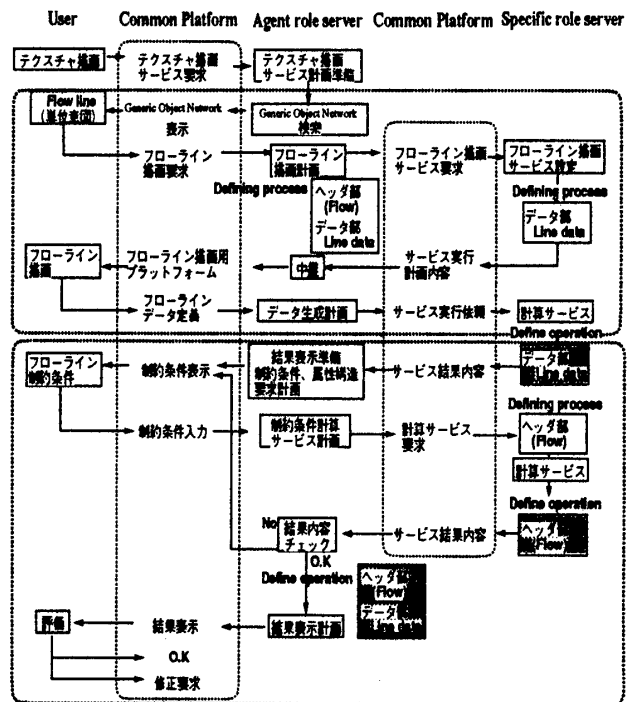 User Common Platform Agent role server Common Platform Specific role server
テクスチャ描画
テクスチャ描画
サービス要求
テクスチャ描画
サービス計画準備
Flow line
(単位意図)
Generic Object Network
表示
Generic Object Network
検索
フローライン
描画要求
フローライン
描画計画
フローライン描画
サービス要求
フローライン描画
サービス設定
Defining process
ヘッダ部
(Flow)
データ部
Line data
Defining process
データ部
Line data
フローライン
描画
フローライン描画用
プラットフォーム
中継
サービス実行
計画内容
フローライン
データ定義
データ生成計画
サービス実行依頼
計算サービス
Define operation
フローライン
制約条件
制約条件表示
結果表示準備
制約条件、属性構造
要求計画
サービス結果内容
データ部
Line data
Defining process
制約条件入力
制約条件計算
サービス計画
計算サービス
要求
ヘッダ部
(Flow)
計算サービス
Define operation
No
結果内容
チェック
サービス結果内容
ヘッダ部
(Flow)
O.K
Define operation
ヘッダ部
(Flow)
データ部
Line data
評価
結果表示
結果表示計画
O.K
修正要求